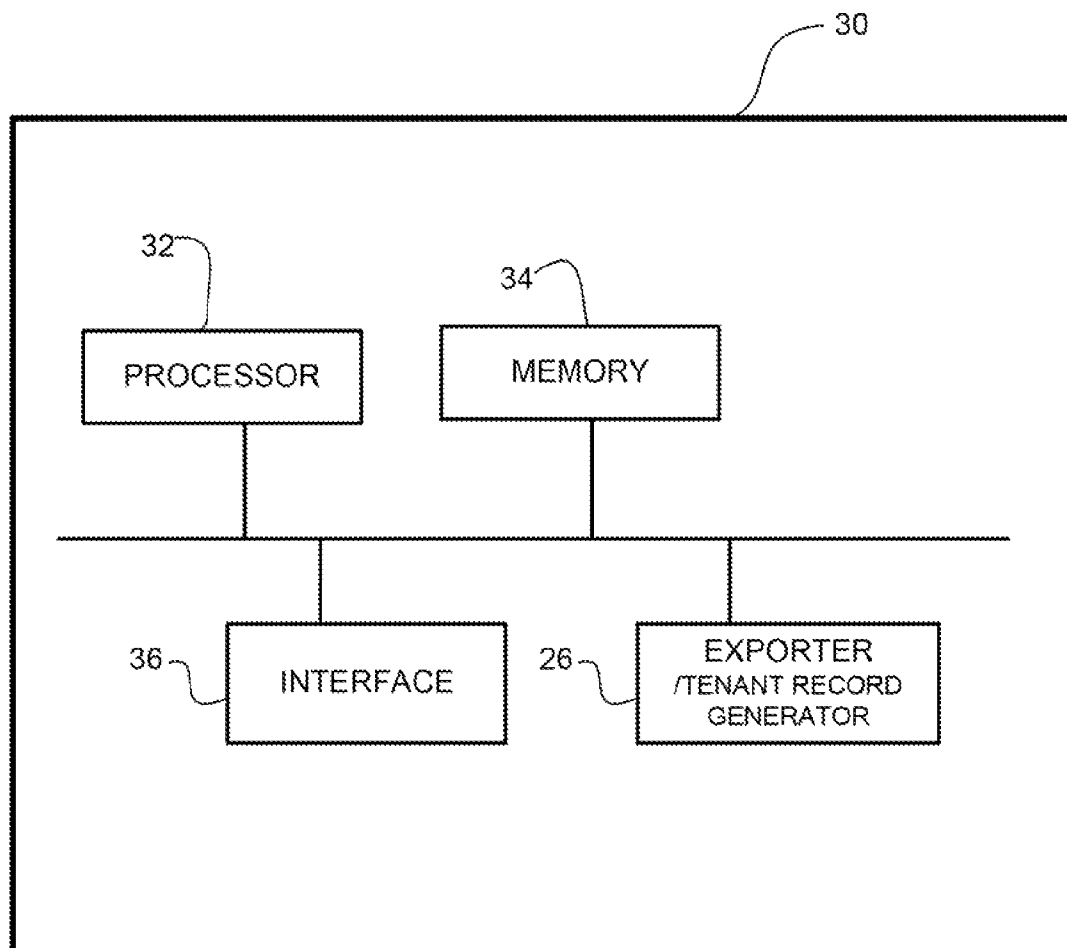 30
32
34
PROCESSOR
MEMORY
36
INTERFACE
26
EXPORTER
/TENANT RECORD
GENERATOR